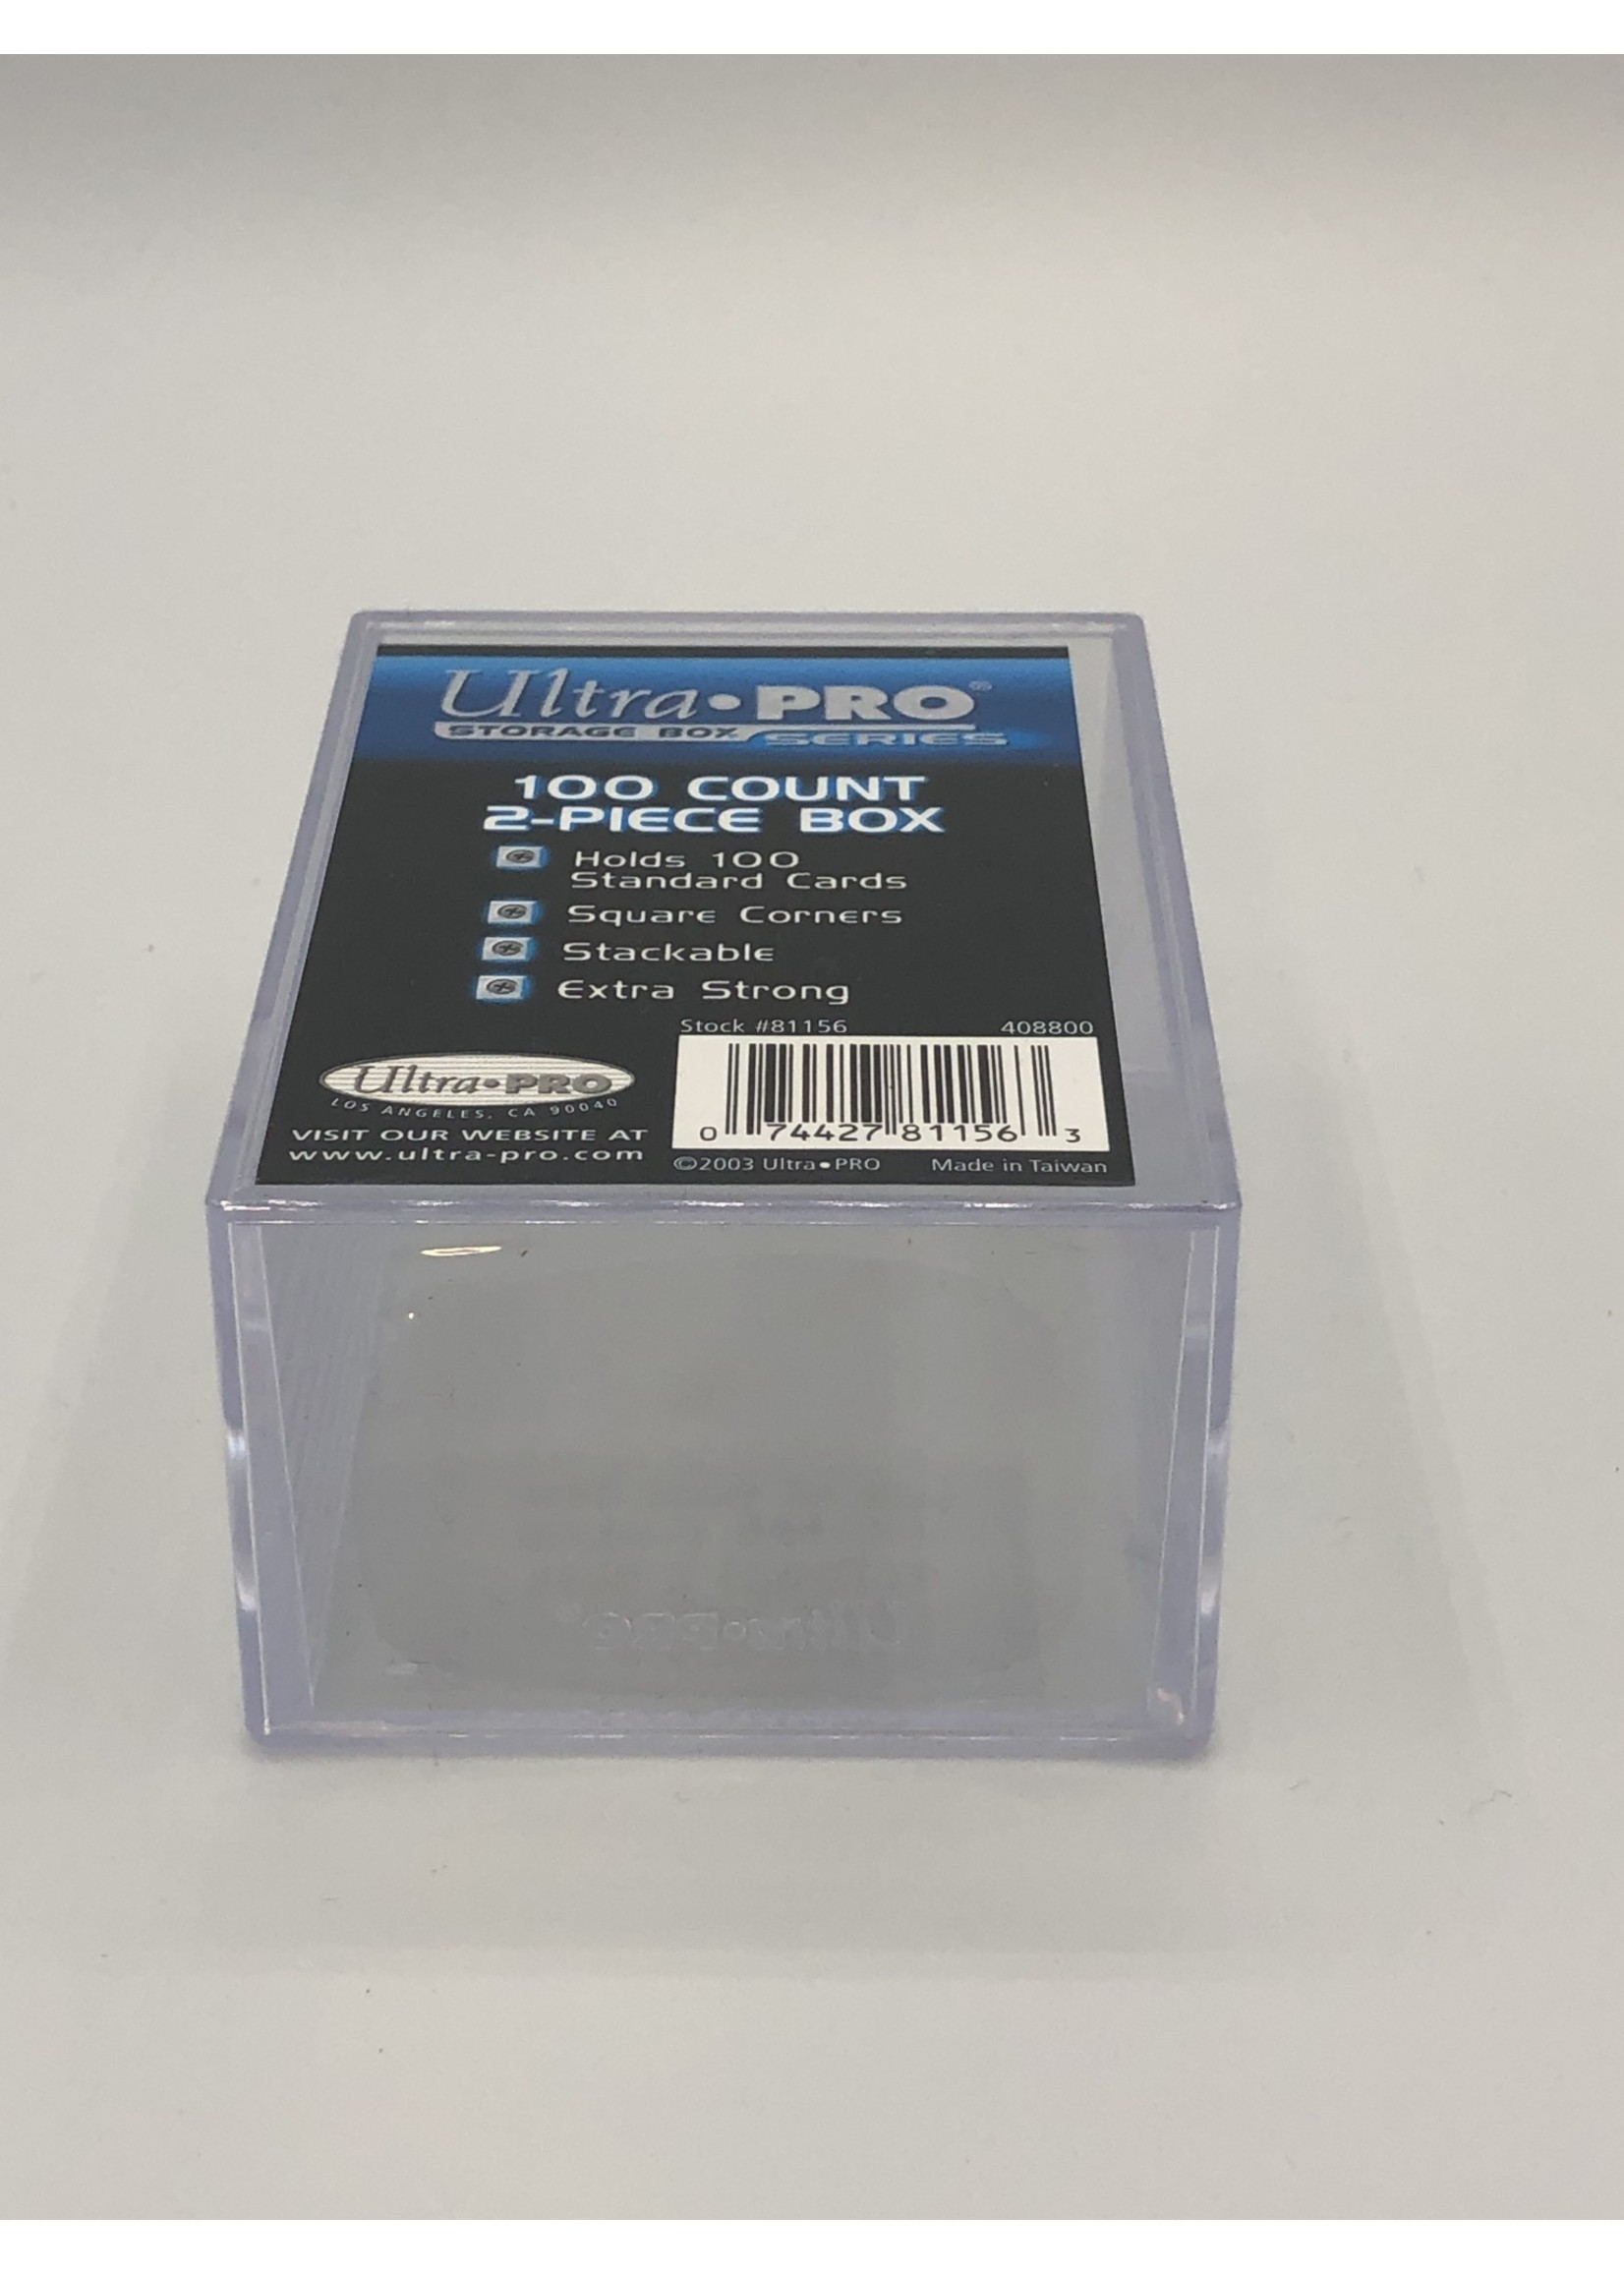 Ultra•PRO®
STORAGE BOX SERIES
100 COUNT
2-PIECE BOX
Holds 100
Standard Cards
Square Corners
Stackable
Extra Strong
Stock #81156 408800
Ultra•PRO
LOS ANGELES, CA 90040
VISIT OUR WEBSITE AT
www.ultra-pro.com
0 74427 81156 3
©2003 Ultra•PRO Made in Taiwan
Ultra•PRO®